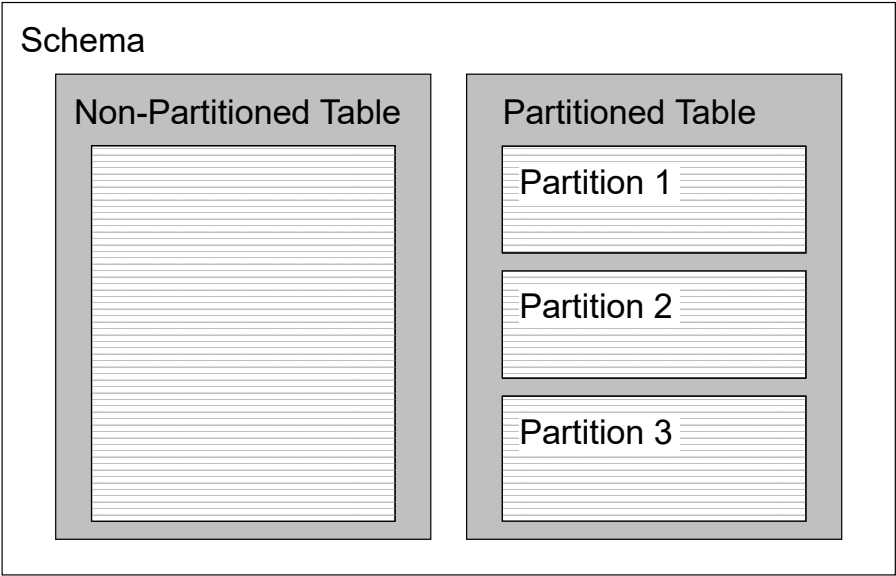 Schema
Non-Partitioned Table
Partitioned Table
Partition 1
Partition 2
Partition 3